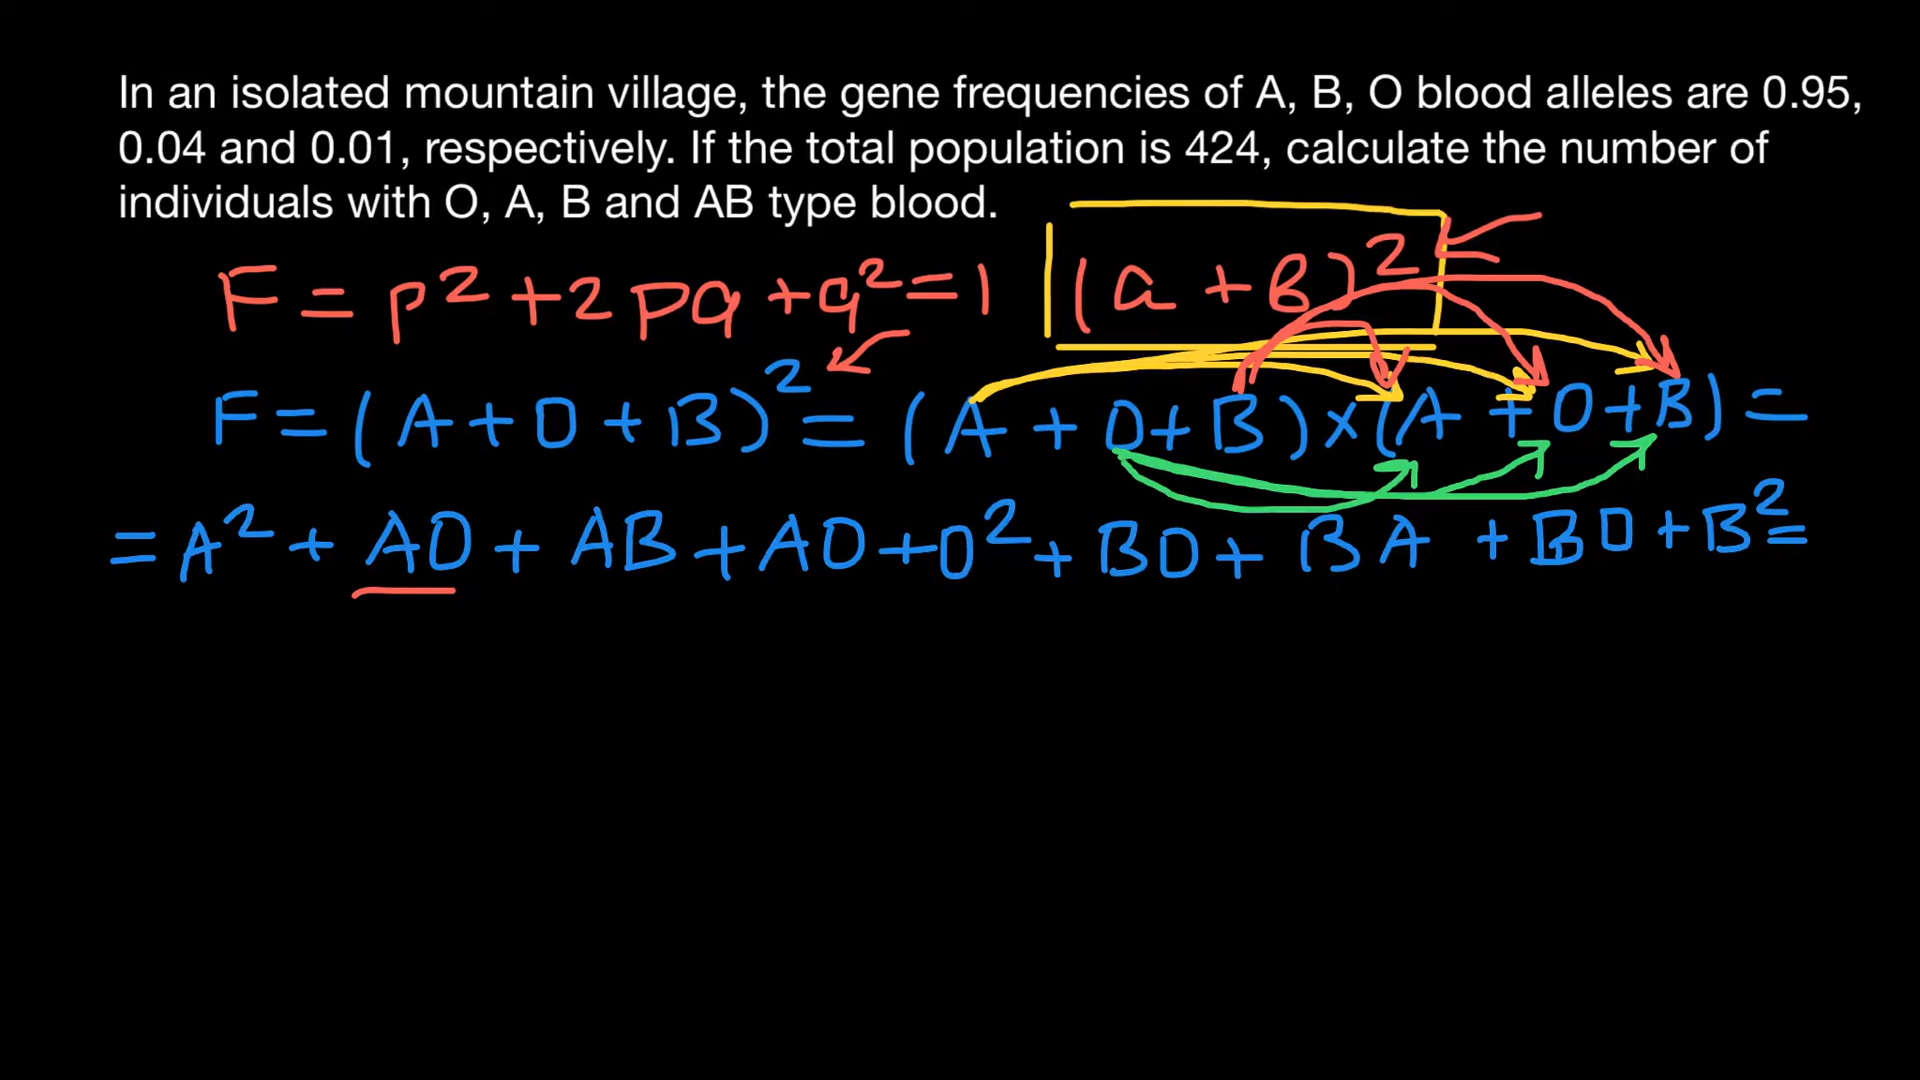 In an isolated mountain village, the gene frequencies of A, B, O blood alleles are 0.95,
0.04 and 0.01, respectively. If the total population is 424, calculate the number of
individuals with O, A, B and AB type blood.
F = p² + 2pq + q² = 1 (a + B)²
F = (A + O + B)² = (A + O + B) × (A + O + B) =
= A² + AO + AB + AO + O² + BO + BA + BO + B² =